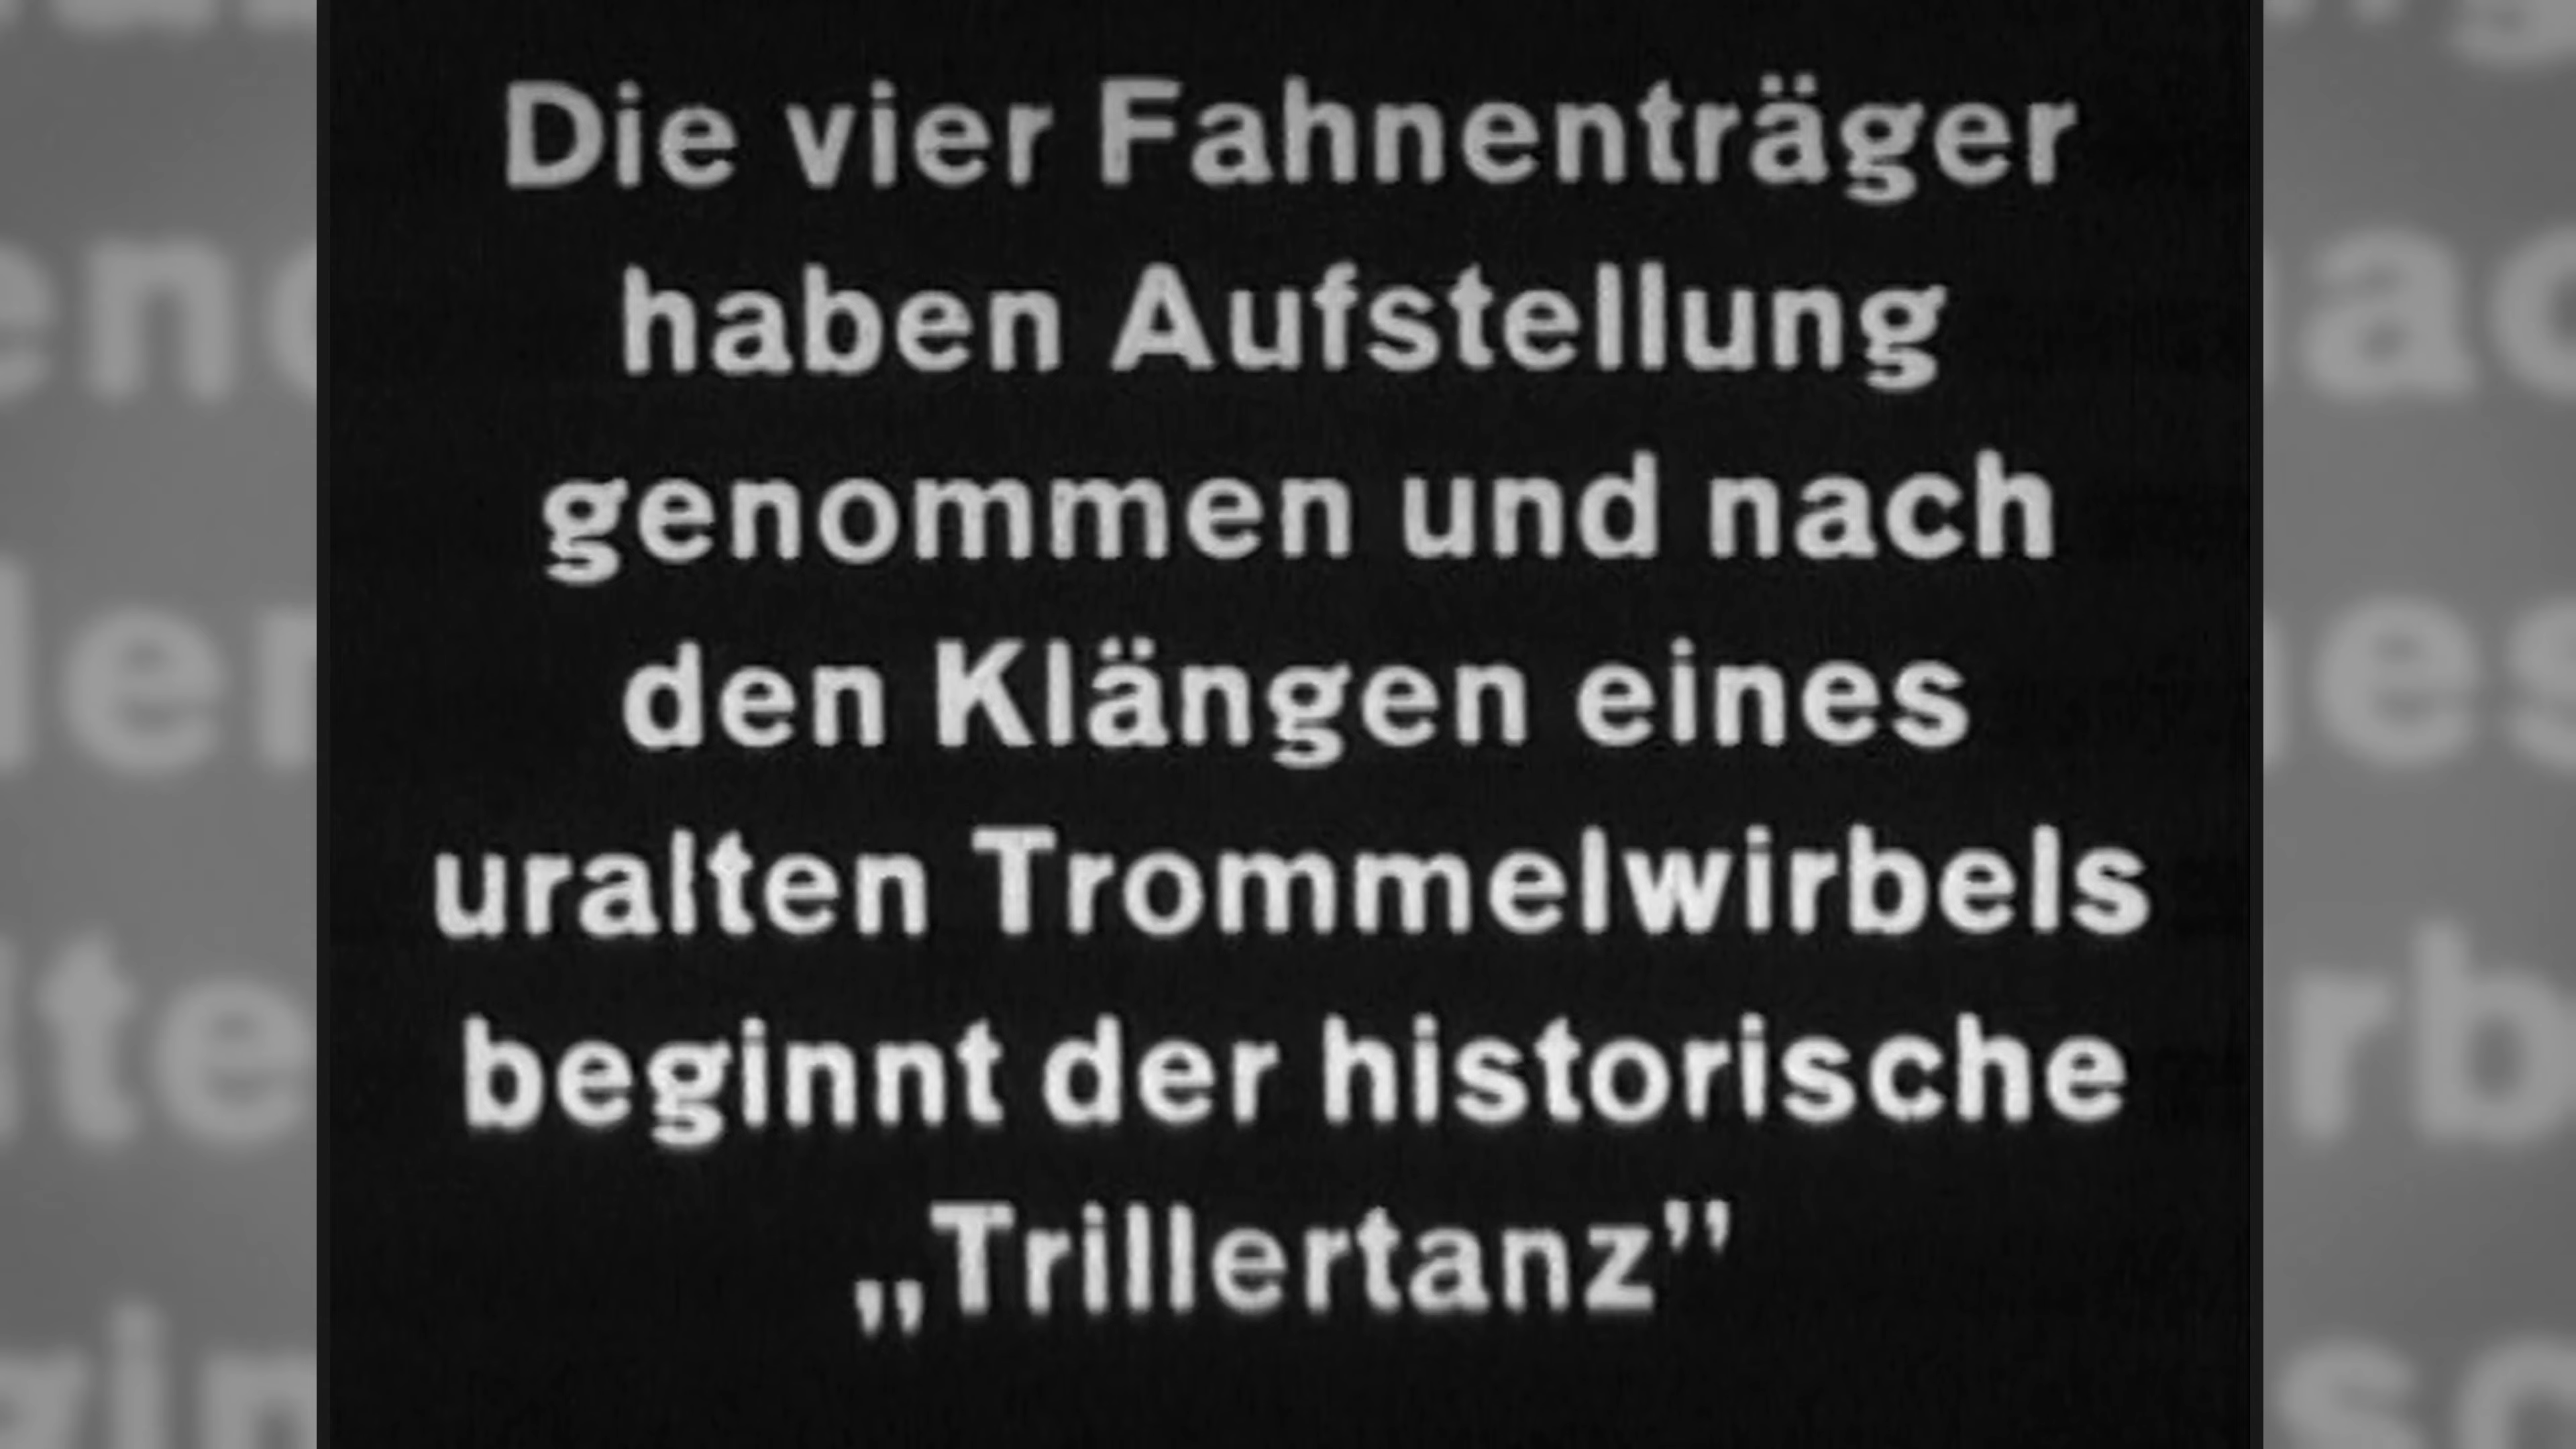 Die vier Fahnenträger
haben Aufstellung
genommen und nach
den Klängen eines
uralten Trommelwirbels
beginnt der historische
„Trillertanz”